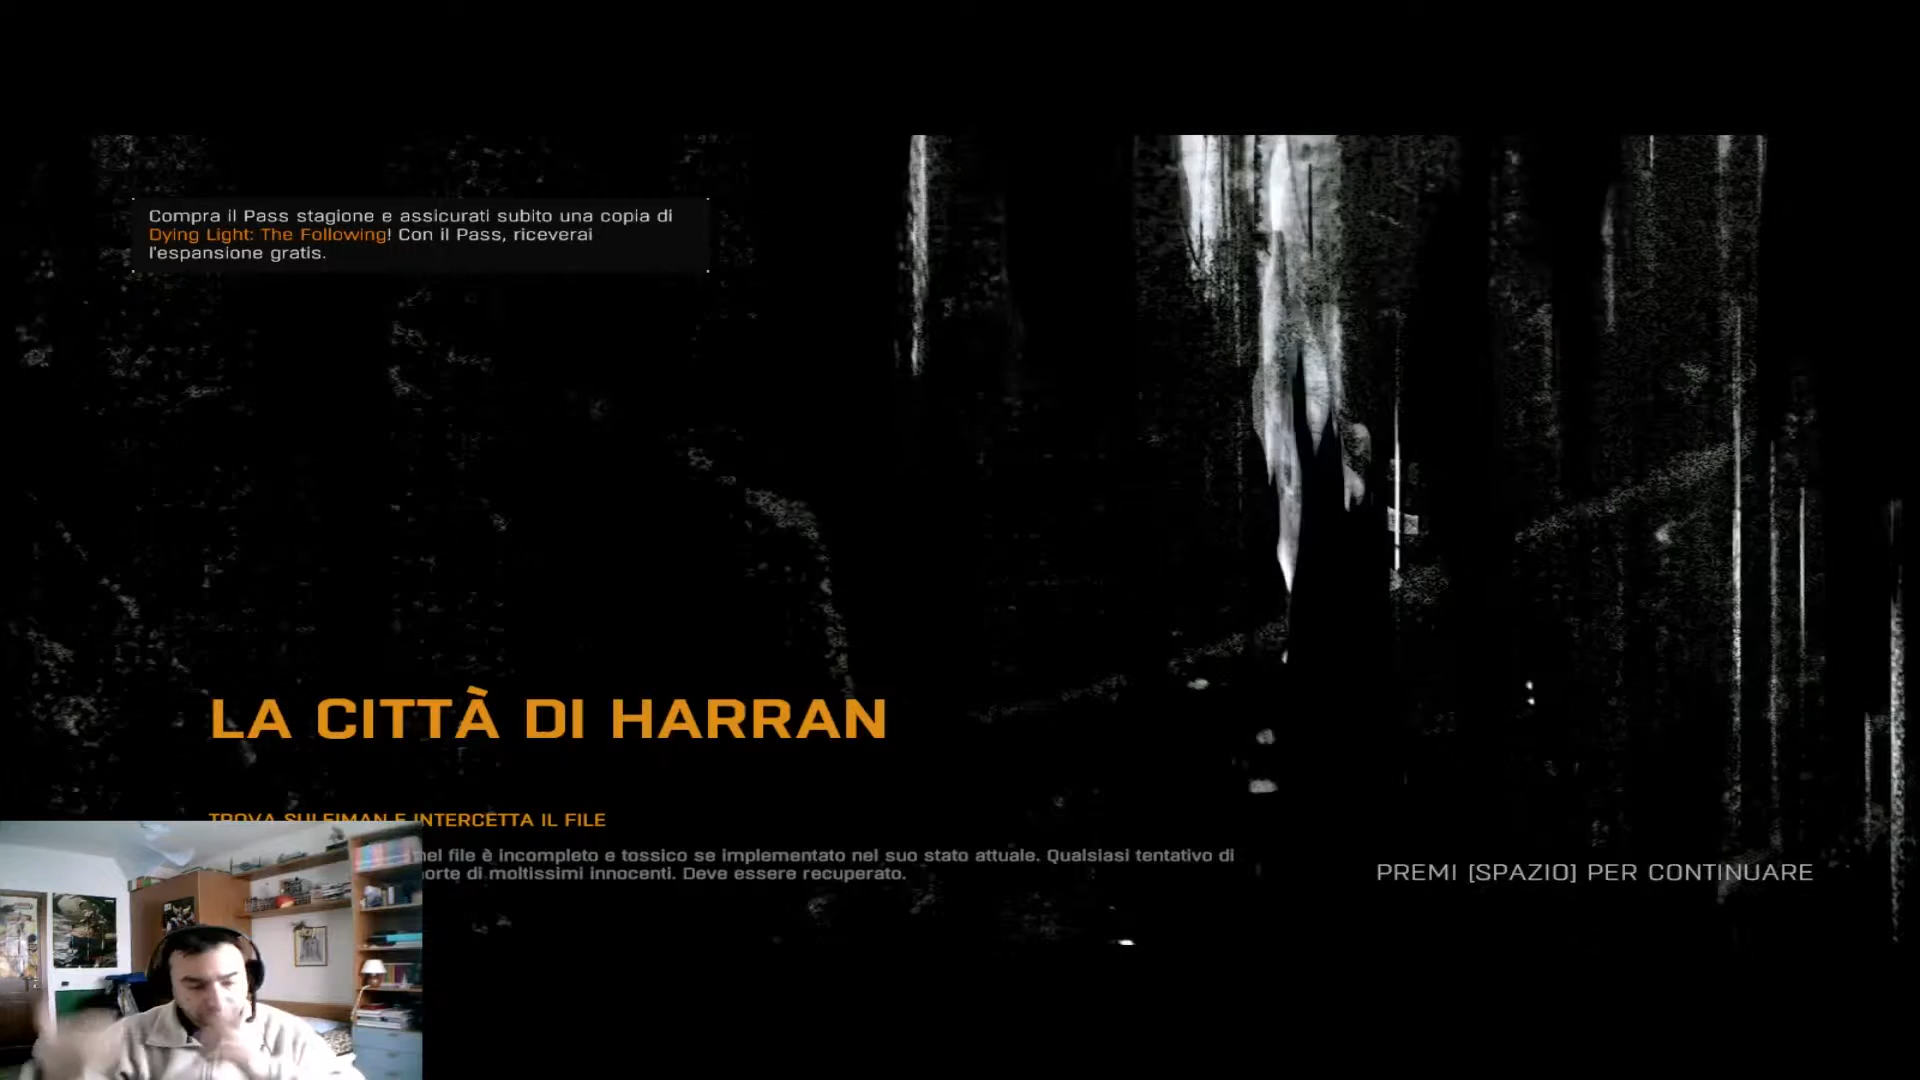 Compra il Pass stagione e assicurati subito una copia di
Dying Light: The Following! Con il Pass, riceverai
l'espansione gratis.
LA CITTÀ DI HARRAN
TROVA SULEIMAN E INTERCETTA IL FILE
nel file è incompleto e tossico se implementato nel suo stato attuale. Qualsiasi tentativo di
di moltissimi innocenti. Deve essere recuperato.
PREMI [SPAZIO] PER CONTINUARE